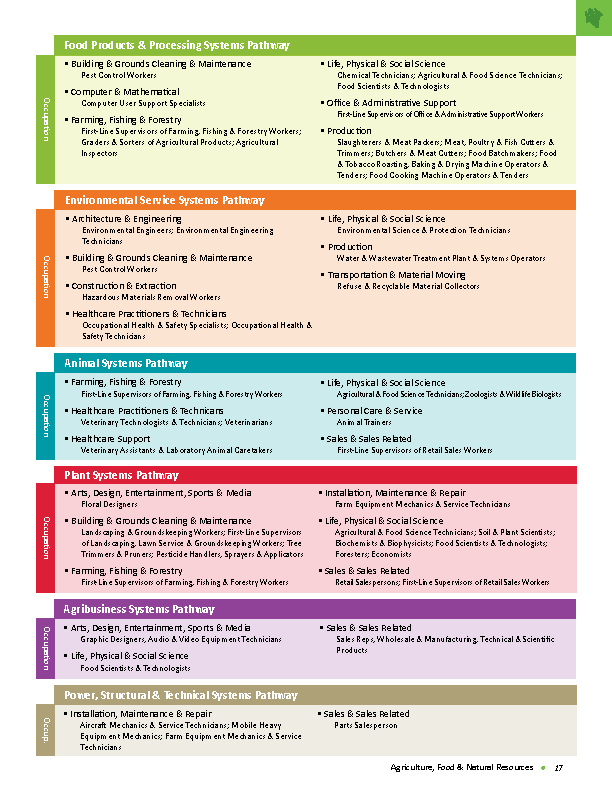 Food Products & Processing Systems Pathway
Occupation
• Building & Grounds Cleaning & Maintenance
Pest Control Workers
• Computer & Mathematical
Computer User Support Specialists
• Farming, Fishing & Forestry
First-Line Supervisors of Farming, Fishing & Forestry Workers;
Graders & Sorters of Agricultural Products; Agricultural
Inspectors
• Life, Physical & Social Science
Chemical Technicians; Agricultural & Food Science Technicians;
Food Scientists & Technologists
• Office & Administrative Support
First-Line Supervisors of Office & Administrative Support Workers
• Production
Slaughterers & Meat Packers; Meat, Poultry & Fish Cutters &
Trimmers; Butchers & Meat Cutters; Food Batchmakers; Food
& Tobacco Roasting, Baking & Drying Machine Operators &
Tenders; Food Cooking Machine Operators & Tenders
Environmental Service Systems Pathway
Occupation
• Architecture & Engineering
Environmental Engineers; Environmental Engineering
Technicians
• Building & Grounds Cleaning & Maintenance
Pest Control Workers
• Construction & Extraction
Hazardous Materials Removal Workers
• Healthcare Practitioners & Technicians
Occupational Health & Safety Specialists; Occupational Health &
Safety Technicians
• Life, Physical & Social Science
Environmental Science & Protection Technicians
• Production
Water & Wastewater Treatment Plant & Systems Operators
• Transportation & Material Moving
Refuse & Recyclable Material Collectors
Animal Systems Pathway
Occupation
• Farming, Fishing & Forestry
First-Line Supervisors of Farming, Fishing & Forestry Workers
• Healthcare Practitioners & Technicans
Veterinary Technologists & Technicians; Veterinarians
• Healthcare Support
Veterinary Assistants & Laboratory Animal Caretakers
• Life, Physical & Social Science
Agricultural & Food Science Technicians; Zoologists & Wildlife Biologists
• Personal Care & Service
Animal Trainers
• Sales & Sales Related
First-Line Supervisors of Retail Sales Workers
Plant Systems Pathway
Occupation
• Arts, Design, Entertainment, Sports & Media
Floral Designers
• Building & Grounds Cleaning & Maintenance
Landscaping & Groundskeeping Workers; First-Line Supervisors
of Landscaping, Lawn Service & Groundskeeping Workers; Tree
Trimmers & Pruners; Pesticide Handlers, Sprayers & Applicators
• Farming, Fishing & Forestry
First-Line Supervisors of Farming, Fishing & Forestry Workers
• Installation, Maintenance & Repair
Farm Equipment Mechanics & Service Technicians
• Life, Physical & Social Science
Agricultural & Food Science Technicians; Soil & Plant Scientists;
Biochemists & Biophysicists; Food Scientists & Technologists;
Foresters; Economists
• Sales & Sales Related
Retail Salespersons; First-Line Supervisors of Retail Sales Workers
Agribusiness Systems Pathway
Occupation
• Arts, Design, Entertainment, Sports & Media
Graphic Designers, Audio & Video Equipment Technicians
• Life, Physical & Social Science
Food Scientists & Technologists
• Sales & Sales Related
Sales Reps, Wholesale & Manufacturing, Technical & Scientific
Products
Power, Structural & Technical Systems Pathway
Occup.
• Installation, Maintenance & Repair
Aircraft Mechanics & Service Technicians; Mobile Heavy
Equipment Mechanics; Farm Equipment Mechanics & Service
Technicians
• Sales & Sales Related
Parts Salesperson
Agriculture, Food & Natural Resources • 17